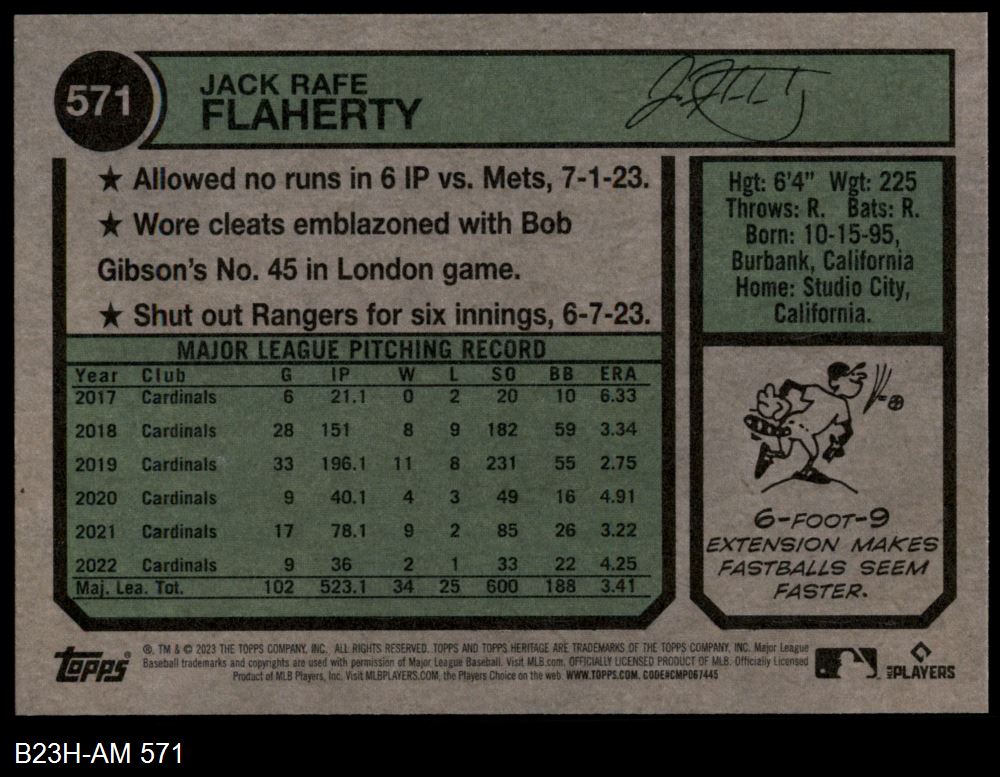 571
JACK RAFE
FLAHERTY
★ Allowed no runs in 6 IP vs. Mets, 7-1-23.
★ Wore cleats emblazoned with Bob
Gibson's No. 45 in London game.
★ Shut out Rangers for six innings, 6-7-23.
Hgt: 6'4" Wgt: 225
Throws: R. Bats: R.
Born: 10-15-95,
Burbank, California
Home: Studio City,
California.
MAJOR LEAGUE PITCHING RECORD
Year Club G IP W L SO BB ERA
2017 Cardinals 6 21.1 0 2 20 10 6.33
2018 Cardinals 28 151 8 9 182 59 3.34
2019 Cardinals 33 196.1 11 8 231 55 2.75
2020 Cardinals 9 40.1 4 3 49 16 4.91
2021 Cardinals 17 78.1 9 2 85 26 3.22
2022 Cardinals 9 36 2 1 33 22 4.25
Maj. Lea. Tot. 102 523.1 34 25 600 188 3.41
6-FOOT-9
EXTENSION MAKES
FASTBALLS SEEM
FASTER.
Topps
®, TM & © 2023 THE TOPPS COMPANY, INC. ALL RIGHTS RESERVED. TOPPS AND TOPPS HERITAGE ARE TRADEMARKS OF THE TOPPS COMPANY, INC. Major League
Baseball trademarks and copyrights are used with permission of Major League Baseball. Visit MLB.com. OFFICIALLY LICENSED PRODUCT OF MLB. Officially Licensed
Product of MLB Players, Inc. Visit MLBPLAYERS.COM, the Players Choice on the web. WWW.TOPPS.COM. CODE#CMP067445
MLB PLAYERS
B23H-AM 571